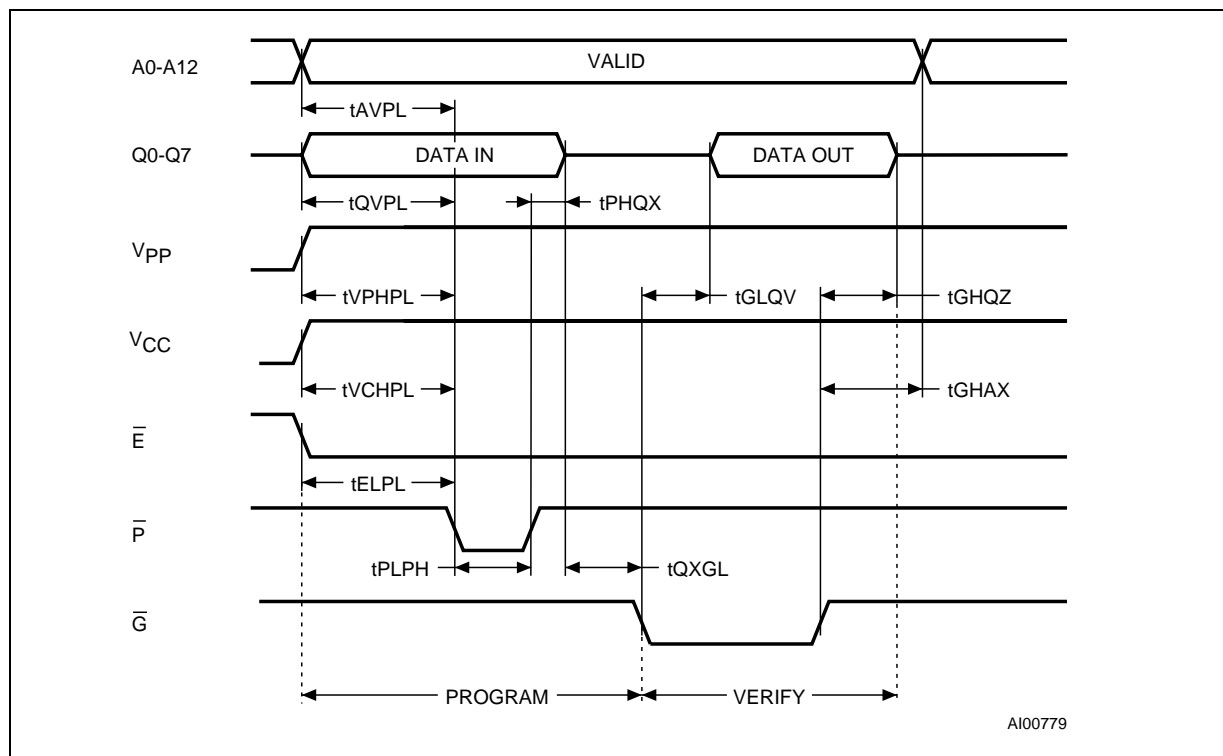 A0-A12
VALID
tAVPL
Q0-Q7
DATA IN
DATA OUT
tQVPL
tPHQX
VPP
tVPHPL
tGLQV
tGHQZ
VCC
tVCHPL
tGHAX
E̅
tELPL
P̅
tPLPH
tQXGL
G̅
PROGRAM
VERIFY
AI00779